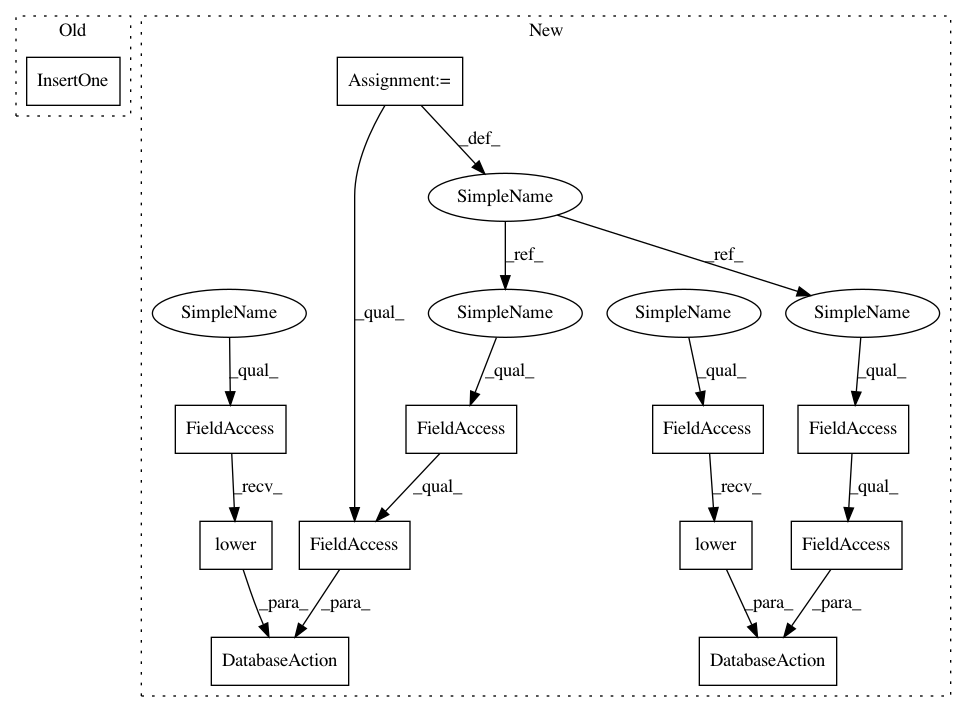 Old
New
InsertOne
Assignment:=
_def_
SimpleName
_ref_
_ref_
SimpleName
SimpleName
SimpleName
SimpleName
_qual_
_qual_
_qual_
_qual_
_qual_
FieldAccess
FieldAccess
FieldAccess
FieldAccess
_recv_
_qual_
_recv_
_qual_
lower
FieldAccess
lower
FieldAccess
_para_
_para_
_para_
_para_
DatabaseAction
DatabaseAction